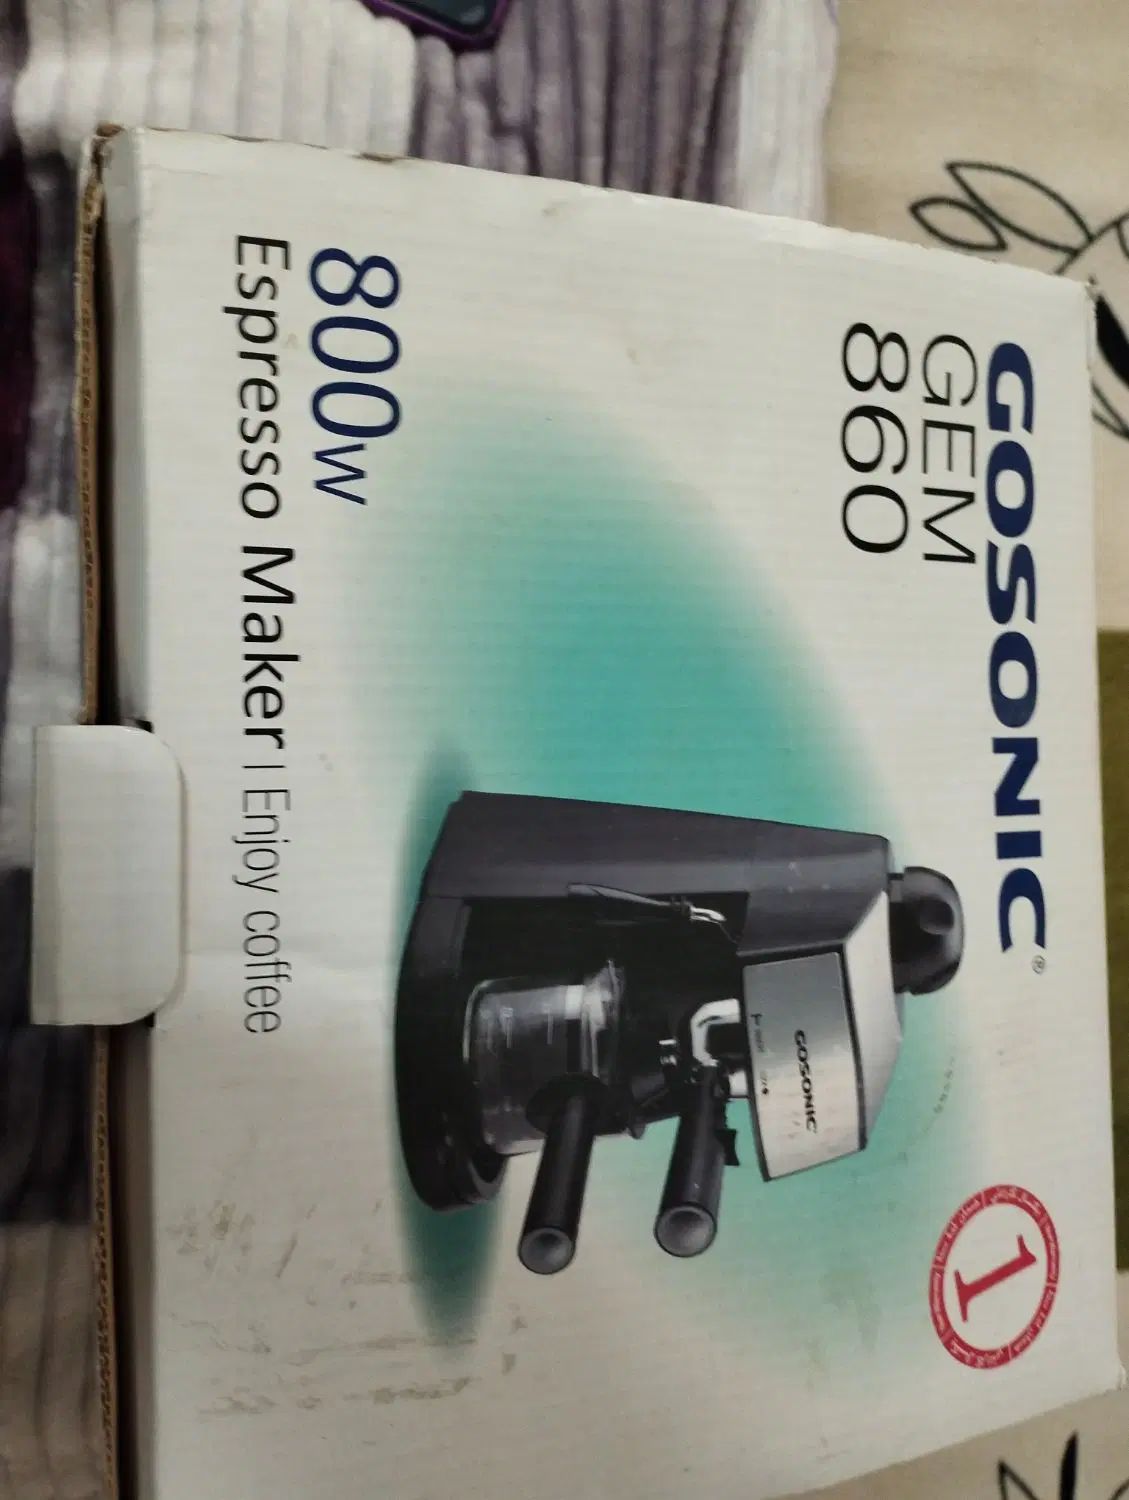 GOSONIC®
GEM
860
1
GOSONIC
800w
Espresso Maker | Enjoy coffee